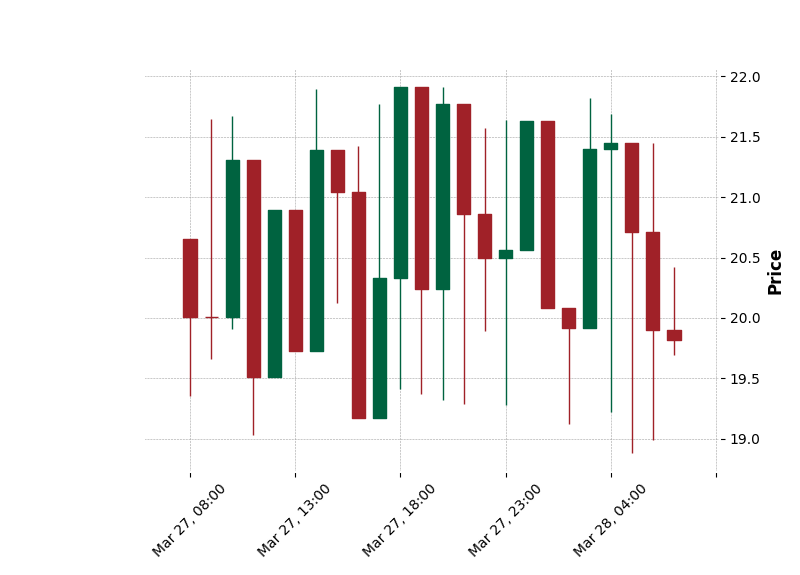 22.0
21.5
21.0
20.5
20.0
19.5
19.0
Price
Mar 27, 08:00
Mar 27, 13:00
Mar 27, 18:00
Mar 27, 23:00
Mar 28, 04:00